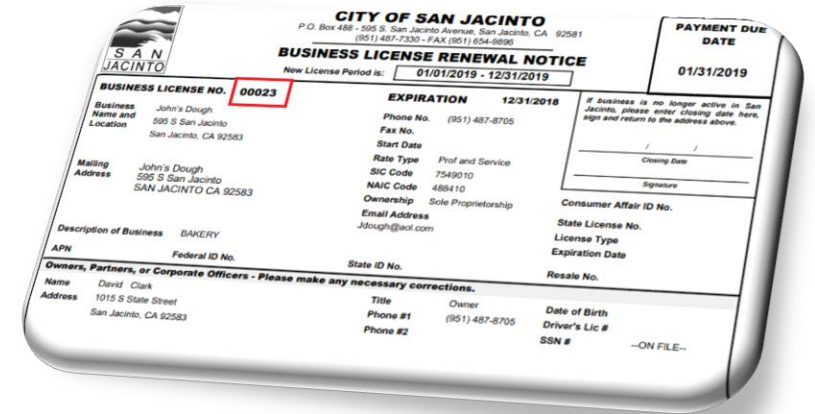 SAN
JACINTO
CITY OF SAN JACINTO
P.O. Box 488 - 595 S. San Jacinto Avenue, San Jacinto, CA 92581
(951) 487-7330 - FAX (951) 654-9896
BUSINESS LICENSE RENEWAL NOTICE
New License Period is: 01/01/2019 - 12/31/2019
PAYMENT DUE
DATE
01/31/2019
BUSINESS LICENSE NO. 00023
Business Name and Location
John's Dough
595 S San Jacinto
San Jacinto, CA 92583
Mailing Address
John's Dough
595 S San Jacinto
SAN JACINTO CA 92583
Description of Business BAKERY
APN
Federal ID No.
EXPIRATION 12/31/2018
Phone No. (951) 487-8705
Fax No.
Start Date
Rate Type Prof and Service
SIC Code 7549010
NAIC Code 488410
Ownership Sole Proprietorship
Email Address
Jdough@aol.com
State ID No.
If business is no longer active in San
Jacinto, please enter closing date here,
sign and return to the address above.
/ /
Closing Date
Signature
Consumer Affair ID No.
State License No.
License Type
Expiration Date
Resale No.
Owners, Partners, or Corporate Officers - Please make any necessary corrections.
Name David Clark
Address 1015 S State Street
San Jacinto, CA 92583
Title Owner
Phone #1 (951) 487-8705
Phone #2
Date of Birth
Driver's Lic #
SSN # --ON FILE--